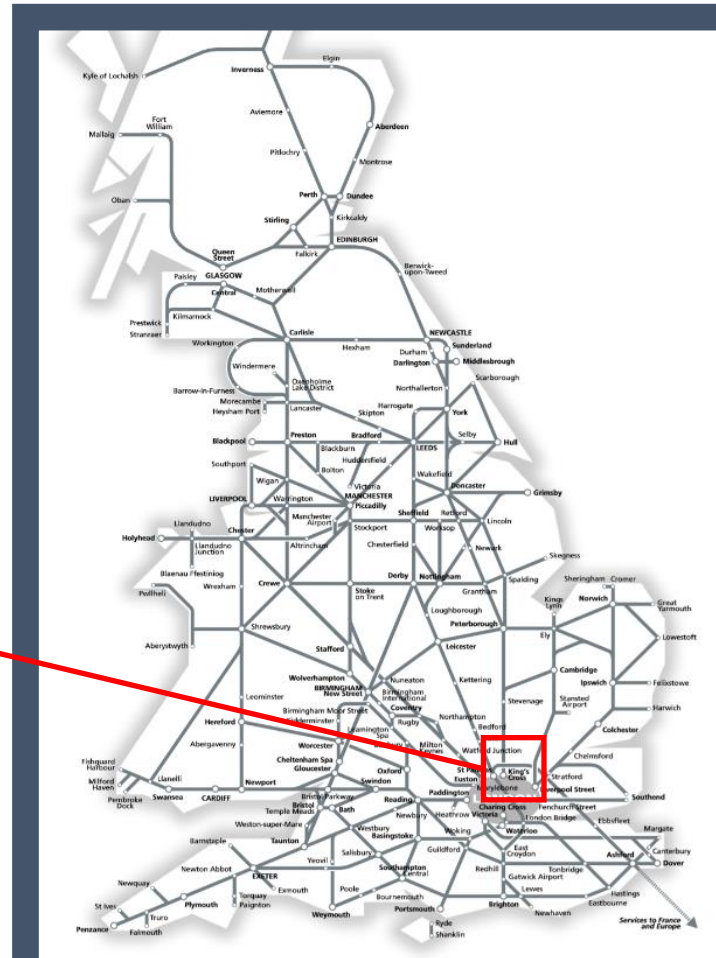 Elgin
Inverness
Kyle of Lochalsh
Aviemore
Fort
William
Mallaig
Aberdeen
Pitlochry
Montrose
Oban
Perth
Dundee
Stirling
Kirkcaldy
EDINBURGH
Queen
Street
Falkirk
Berwick-
upon-Tweed
Paisley
GLASGOW
Central
Motherwell
Prestwick
Kilmarnock
Stranraer
Carlisle
NEWCASTLE
Workington
Hexham
Sunderland
Durham
Darlington
Middlesbrough
Windermere
Scarborough
Oxenholme
Lake District
Northallerton
Barrow-in-Furness
Morecambe
Heysham Port
Lancaster
Harrogate
York
Skipton
Blackpool
Preston
Bradford
Selby
Hull
Blackburn
LEEDS
Southport
Huddersfield
Bolton
Wakefield
Wigan
Victoria
Doncaster
LIVERPOOL
Warrington
MANCHESTER
Piccadilly
Grimsby
Llandudno
Manchester
Airport
Sheffield
Retford
Lincoln
Stockport
Worksop
Holyhead
Chester
Llandudno
Junction
Altrincham
Chesterfield
Newark
Skegness
Blaenau Ffestiniog
Crewe
Derby
Nottingham
Spalding
Sheringham
Cromer
Pwllheli
Wrexham
Stoke
on Trent
Grantham
Kings
Lynn
Norwich
Great
Yarmouth
Loughborough
Peterborough
Aberystwyth
Shrewsbury
Ely
Lowestoft
Stafford
Leicester
Cambridge
Wolverhampton
Nuneaton
Kettering
Ipswich
Felixstowe
BIRMINGHAM
New Street
Birmingham
International
Stansted
Airport
Leominster
Coventry
Stevenage
Harwich
Birmingham Moor Street
Kidderminster
Rugby
Northampton
Hereford
Leamington
Spa
Bedford
Colchester
Abergavenny
Worcester
Banbury
Milton
Keynes
Watford Junction
Chelmsford
Cheltenham Spa
Gloucester
Oxford
St Pancras
Euston
King's
Cross
Stratford
Fishguard
Harbour
Marylebone
Liverpool Street
Milford
Haven
Llanelli
Newport
Swindon
Paddington
Southend
Pembroke
Dock
Swansea
CARDIFF
Bristol Parkway
Reading
Charing Cross
Fenchurch Street
Bristol
Temple Meads
Bath
Newbury
Heathrow
Victoria
London Bridge
Ebbsfleet
Weston-super-Mare
Westbury
Basingstoke
Woking
Waterloo
Margate
Barnstaple
Taunton
Salisbury
Guildford
East
Croydon
Ashford
Canterbury
Newton Abbot
Yeovil
Southampton
Central
Redhill
Tonbridge
Dover
Newquay
EXETER
Gatwick Airport
Exmouth
Poole
Lewes
Hastings
St Ives
Plymouth
Torquay
Paignton
Bournemouth
Eastbourne
Truro
Weymouth
Portsmouth
Brighton
Newhaven
Penzance
Falmouth
Ryde
Shanklin
Services to France
and Europe